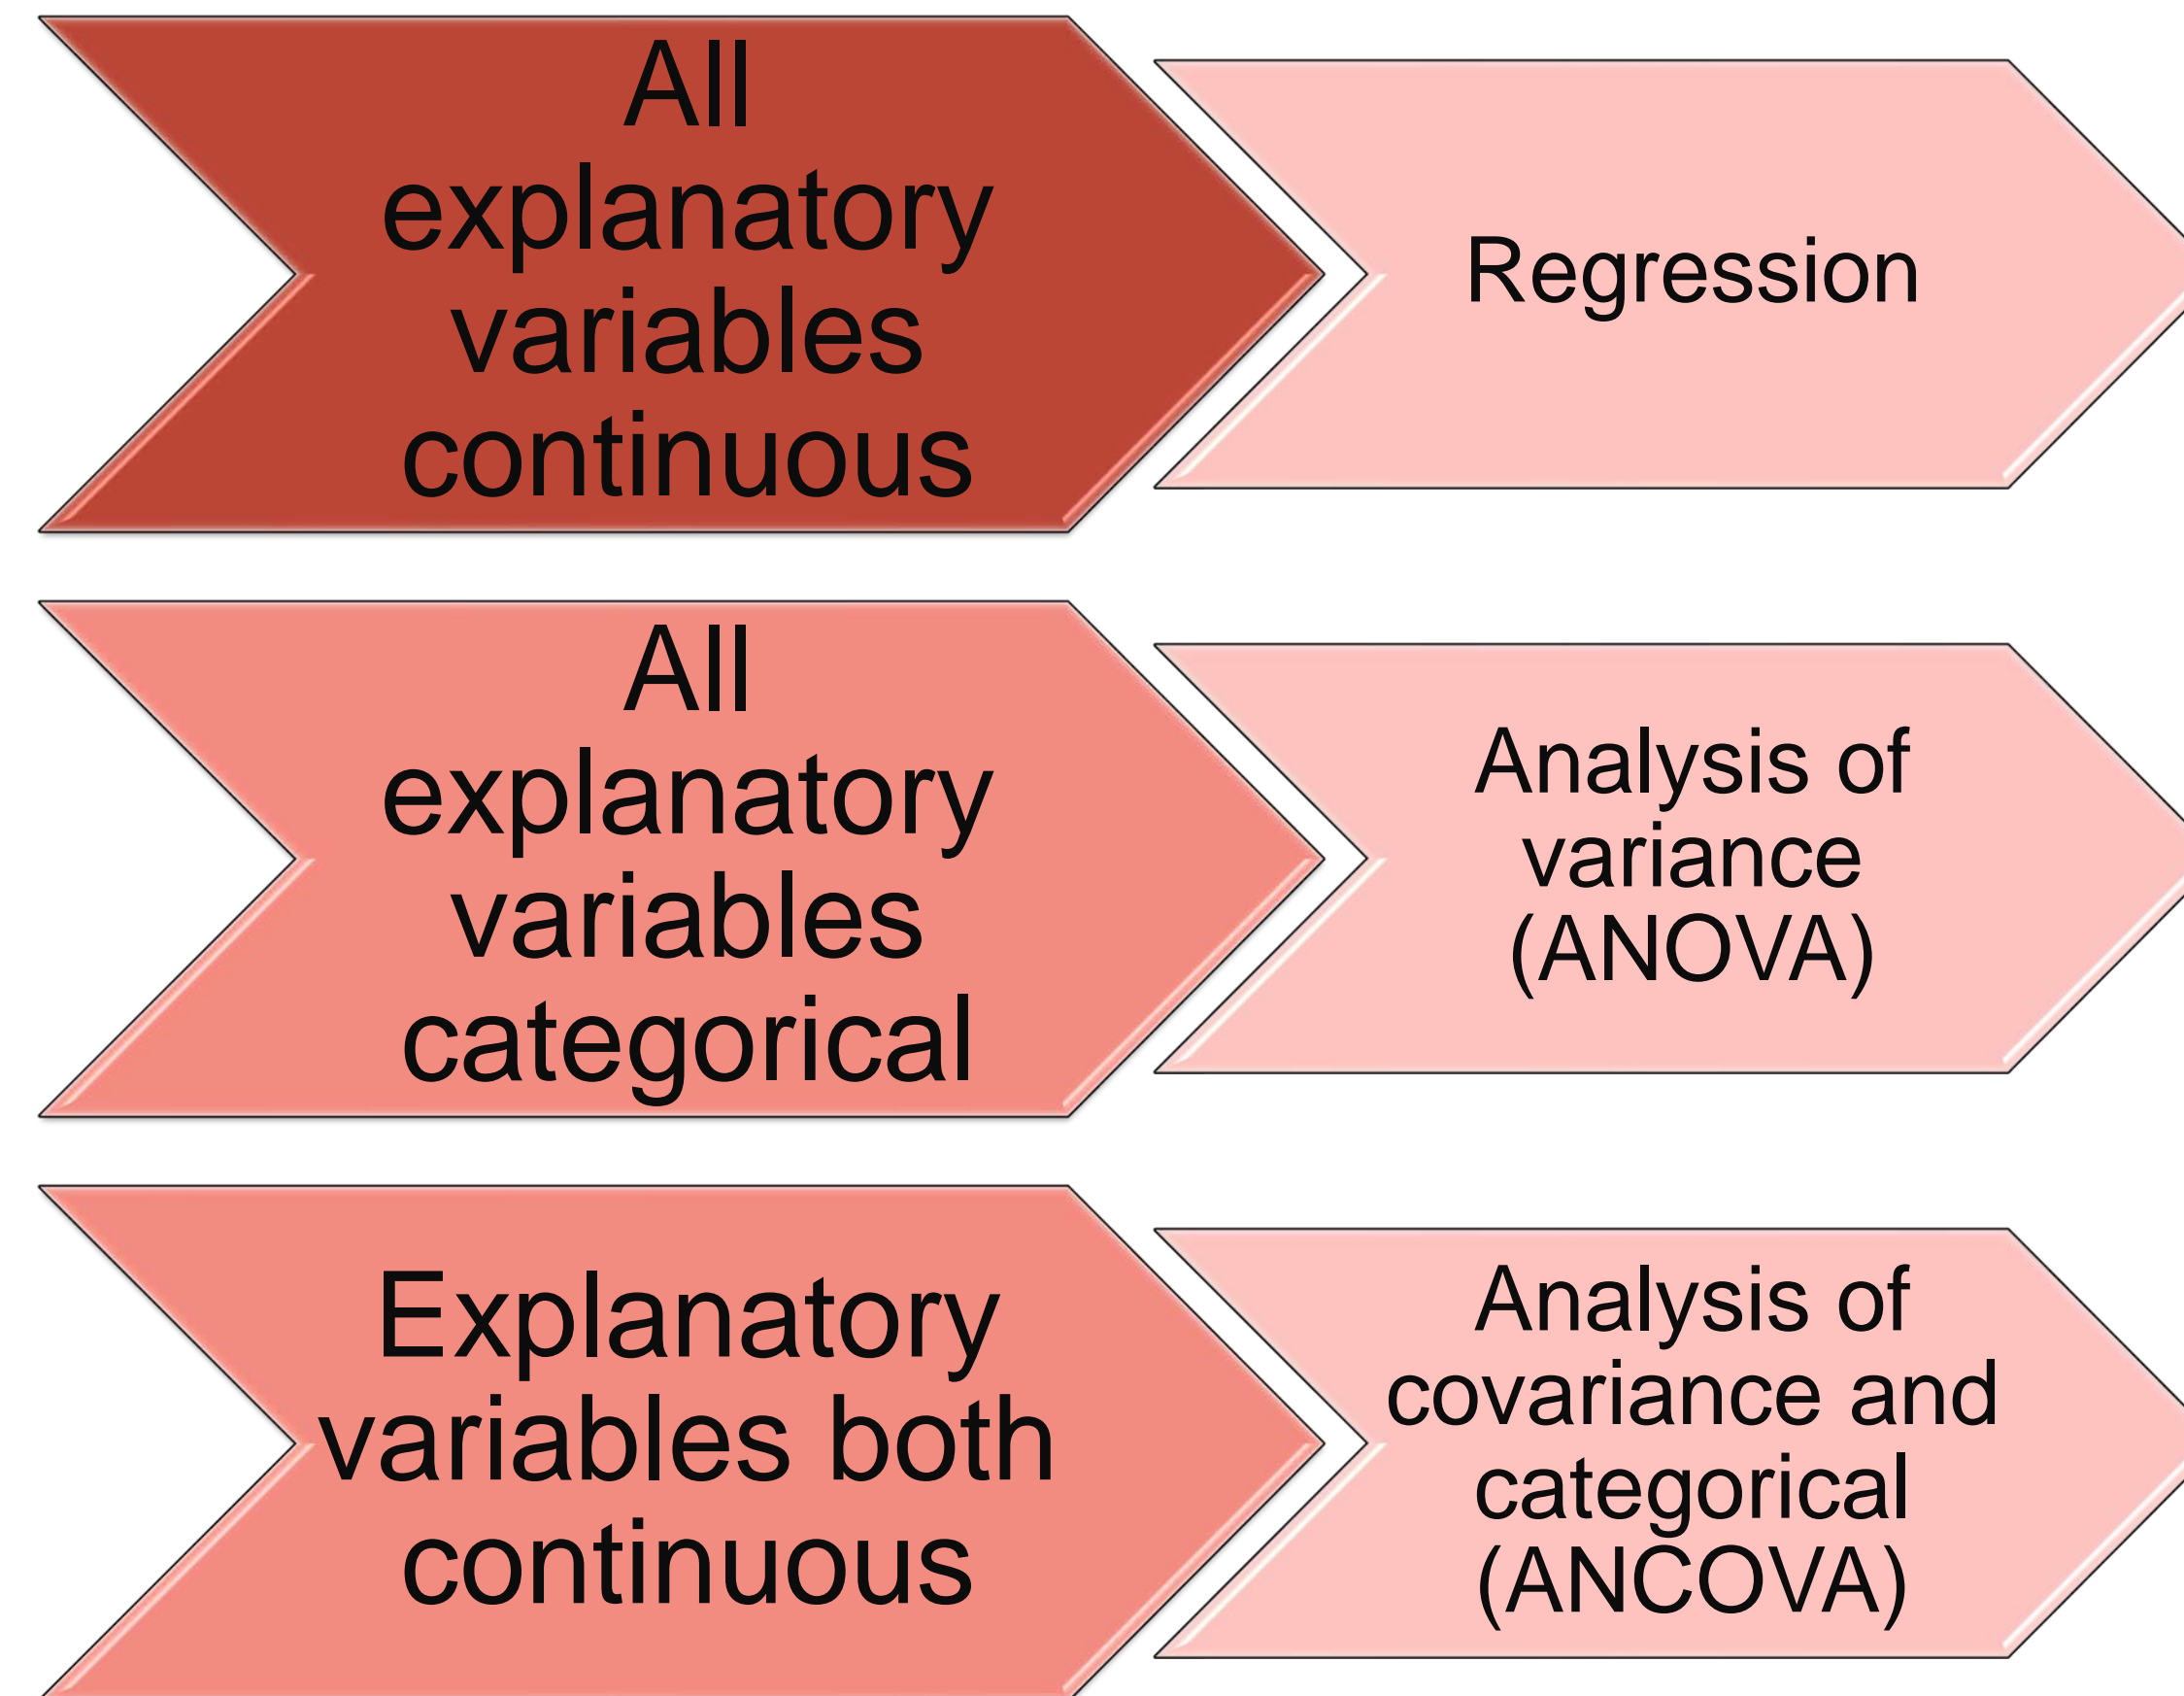 All
explanatory
variables
continuous
Regression
All
explanatory
variables
categorical
Analysis of
variance
(ANOVA)
Explanatory
variables both
continuous
Analysis of
covariance and
categorical
(ANCOVA)